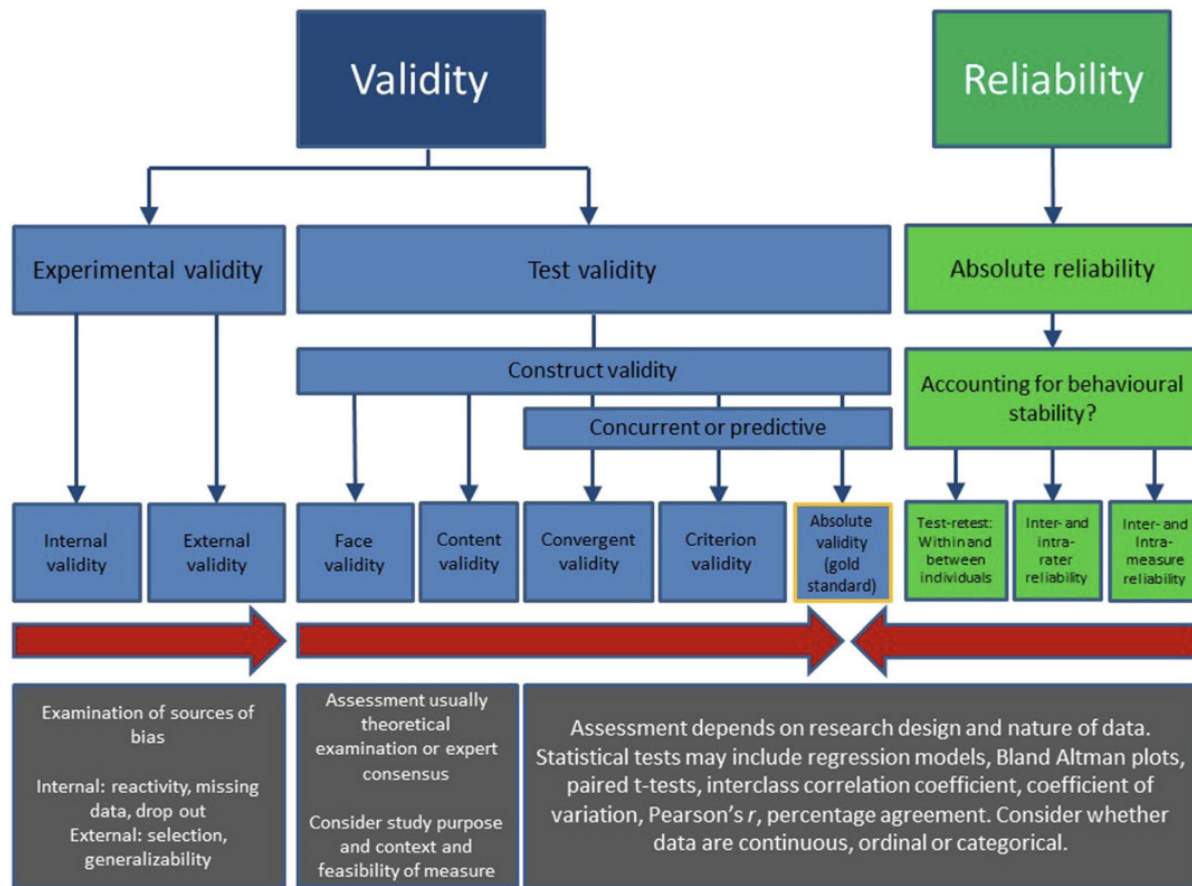 Validity
Reliability
Experimental validity
Test validity
Absolute reliability
Construct validity
Accounting for behavioural
stability?
Concurrent or predictive
Internal
validity
External
validity
Face
validity
Content
validity
Convergent
validity
Criterion
validity
Absolute
validity
(gold
standard)
Test-retest:
Within and
between
individuals
Inter- and
intra-
rater
reliability
Inter- and
Intra-
measure
reliability
Examination of sources of
bias
Internal: reactivity, missing
data, drop out
External: selection,
generalizability
Assessment usually
theoretical
examination or expert
consensus
Consider study purpose
and context and
feasibility of measure
Assessment depends on research design and nature of data.
Statistical tests may include regression models, Bland Altman plots,
paired t-tests, interclass correlation coefficient, coefficient of
variation, Pearson's r, percentage agreement. Consider whether
data are continuous, ordinal or categorical.